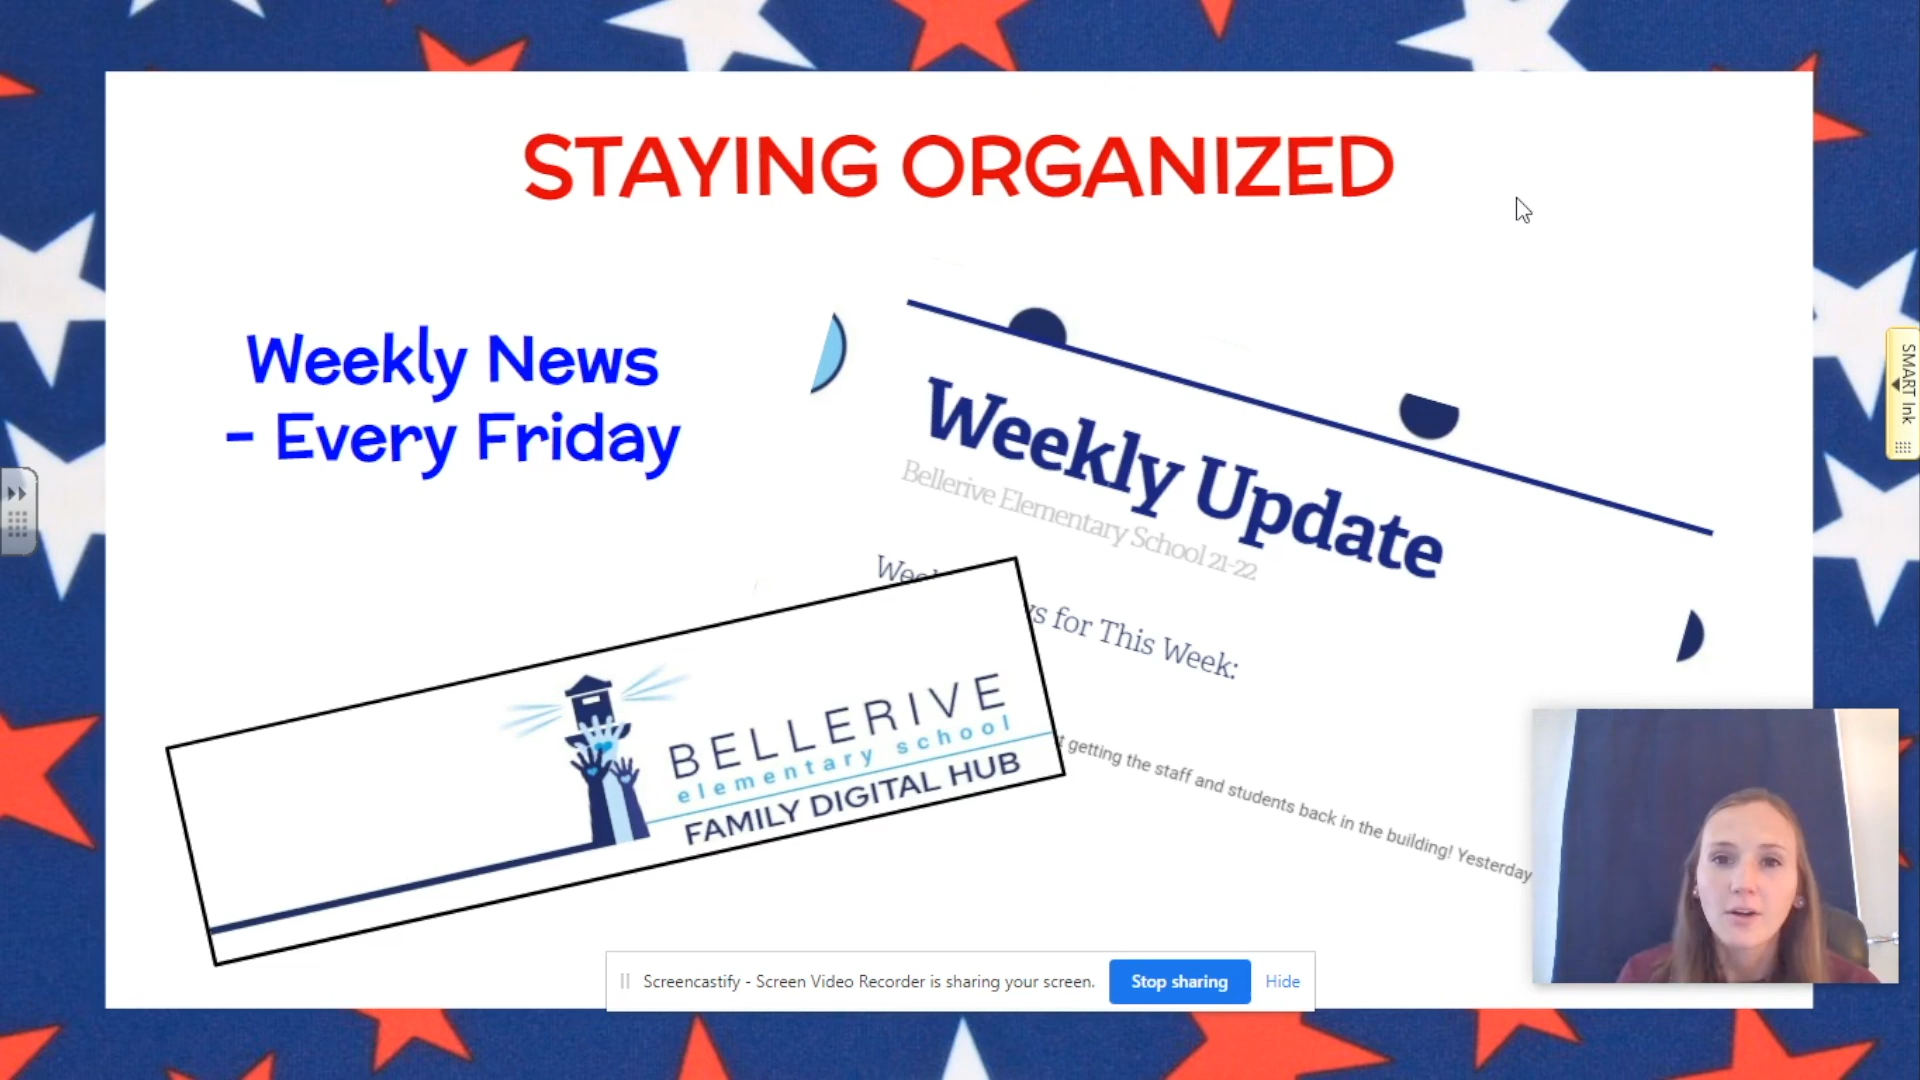 STAYING ORGANIZED
Weekly News
- Every Friday
Weekly Update
Bellerive Elementary School 21-22
for This Week:
getting the staff and students back in the building! Yesterday
BELLERIVE
elementary school
FAMILY DIGITAL HUB
SMART Ink
Screencastify - Screen Video Recorder is sharing your screen.
Stop sharing
Hide